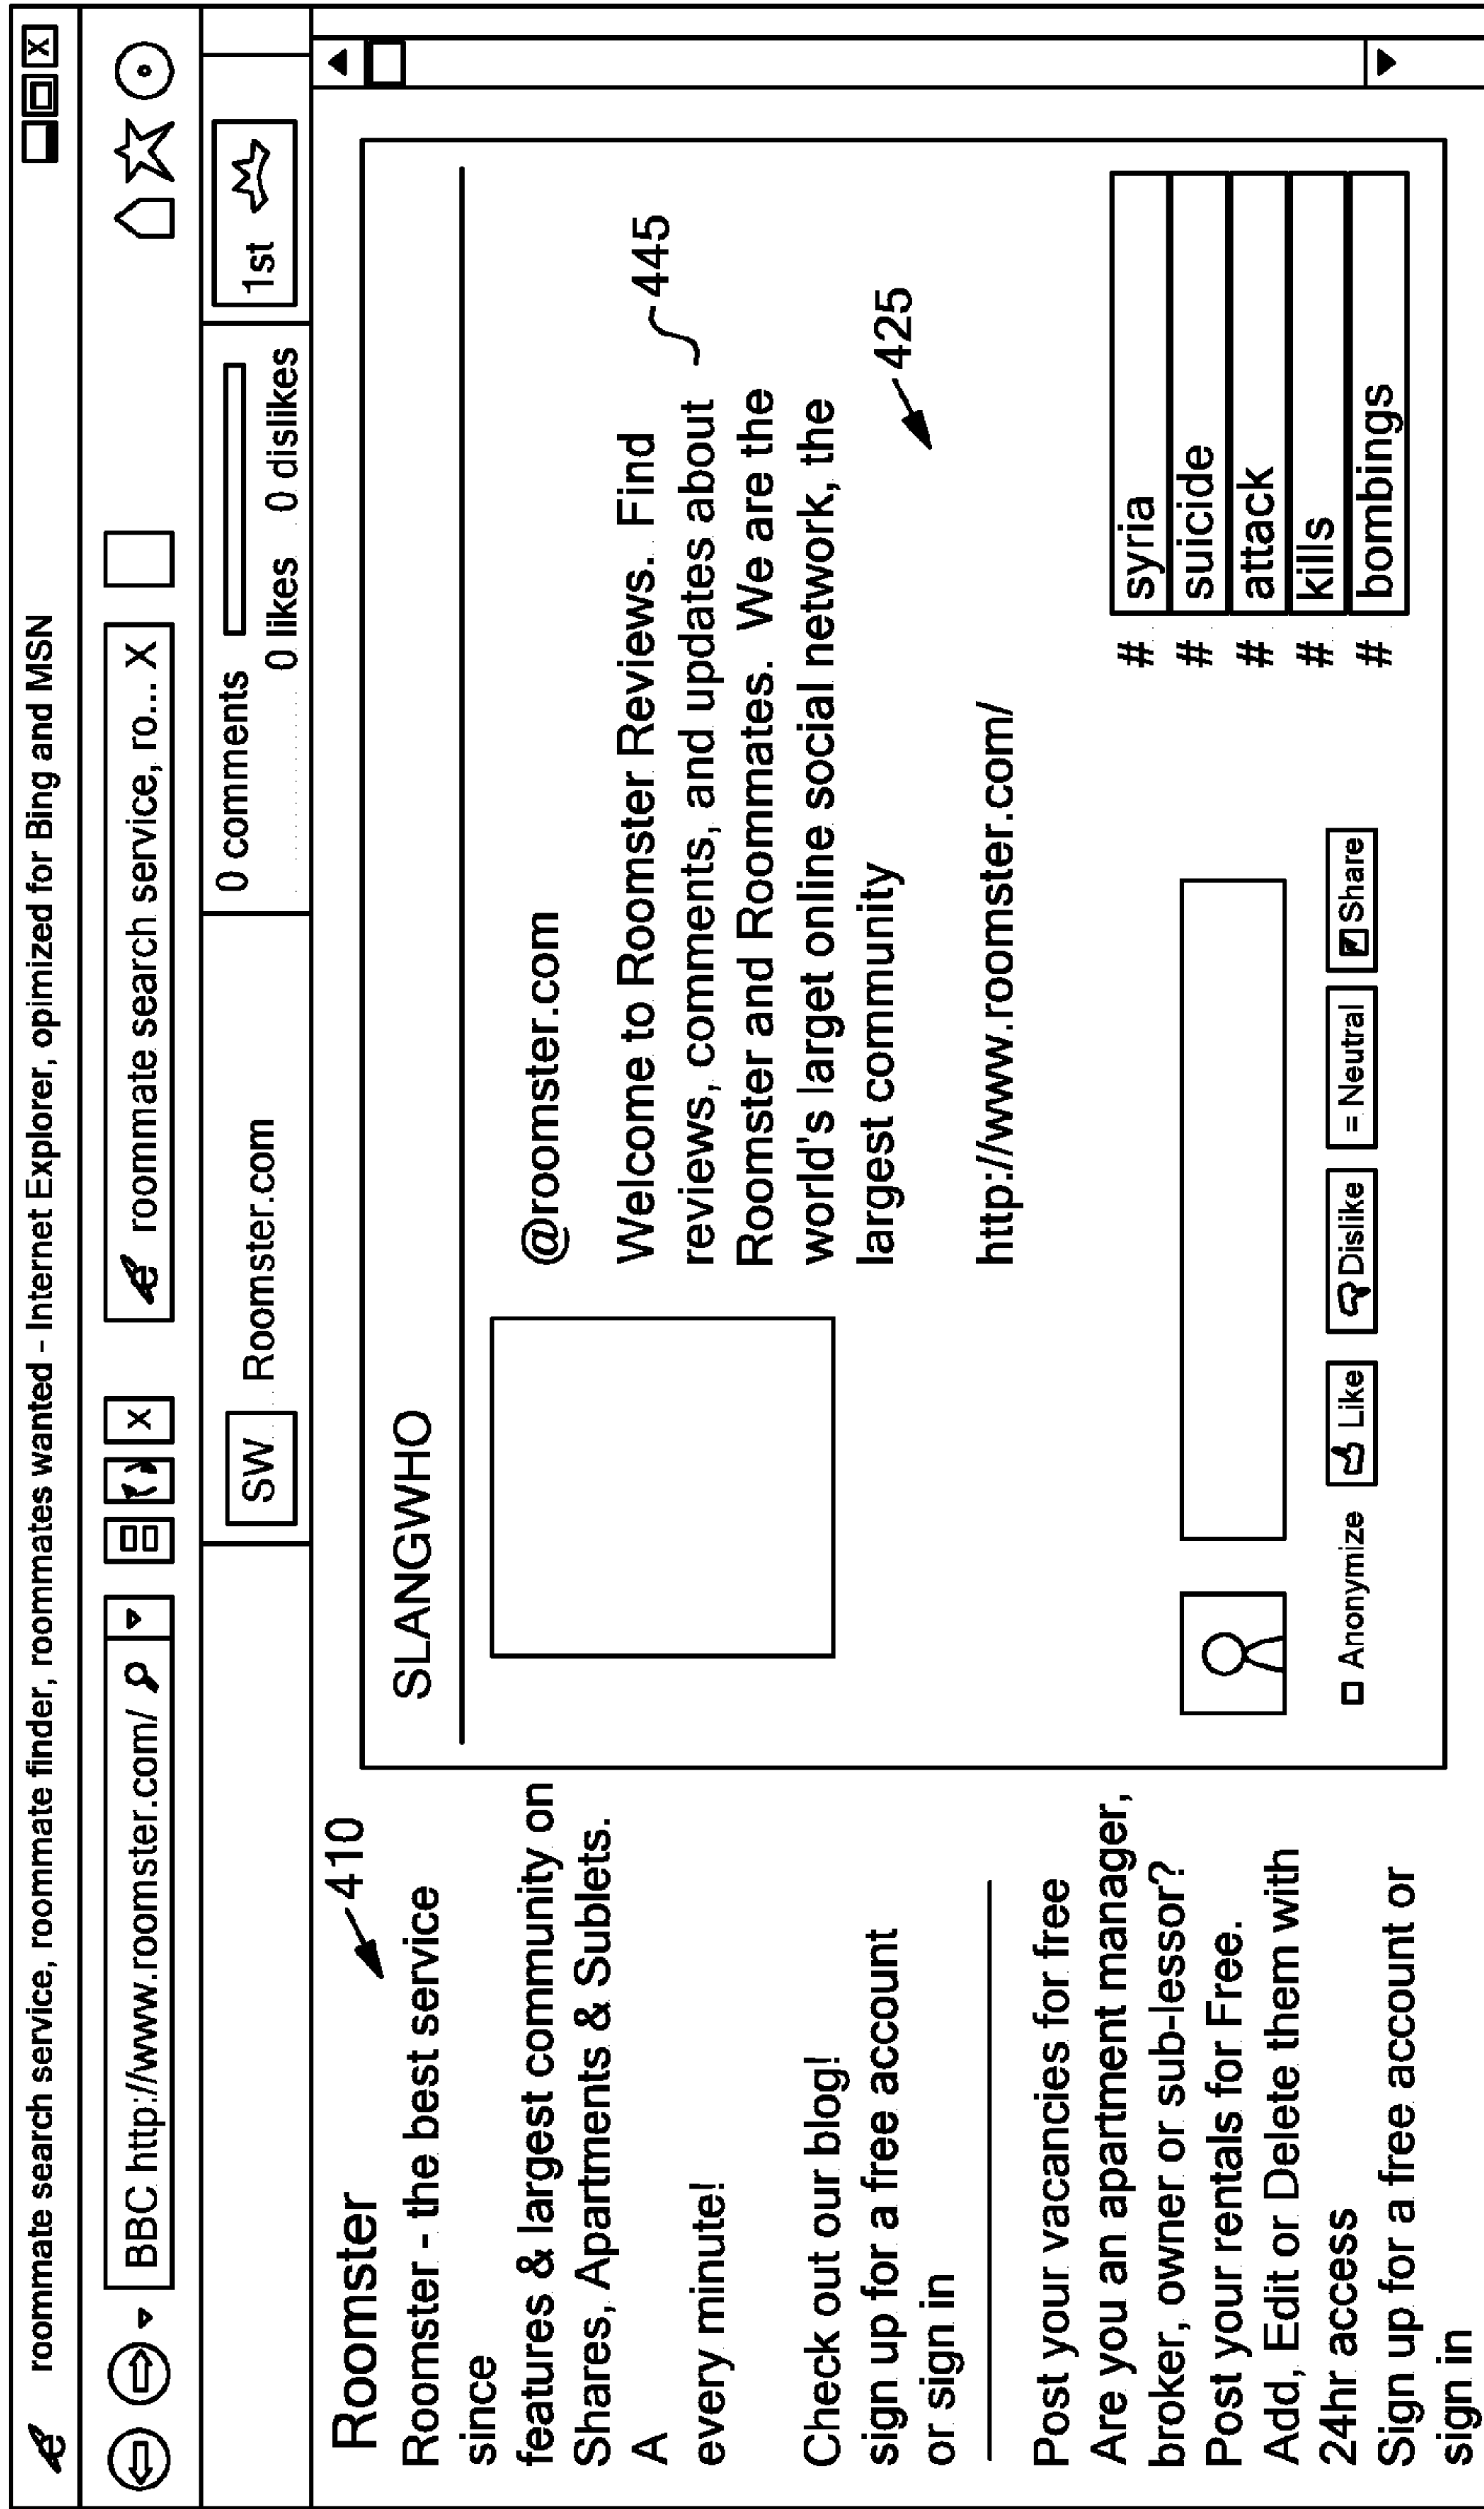 roommate search service, roommate finder, roommates wanted - Internet Explorer, opimized for Bing and MSN
X
BBC http://www.roomster.com/
X
roommate search service, ro... X
SW Roomster.com
0 comments
0 likes 0 dislikes
1st
410
Roomster
Roomster - the best service
since
features & largest community on
Shares, Apartments & Sublets.
A
every minute!
Check out our blog!
sign up for a free account
or sign in
Post your vacancies for free
Are you an apartment manager,
broker, owner or sub-lessor?
Post your rentals for Free.
Add, Edit or Delete them with
24hr access
Sign up for a free account or
sign in
SLANGWHO
@roomster.com
Welcome to Roomster Reviews. Find
reviews, comments, and updates about
Roomster and Roommates. We are the
world's larget online social network, the
largest community
445
425
http://www.roomster.com/
# syria
# suicide
# attack
# kills
# bombings
Anonymize Like Dislike = Neutral Share